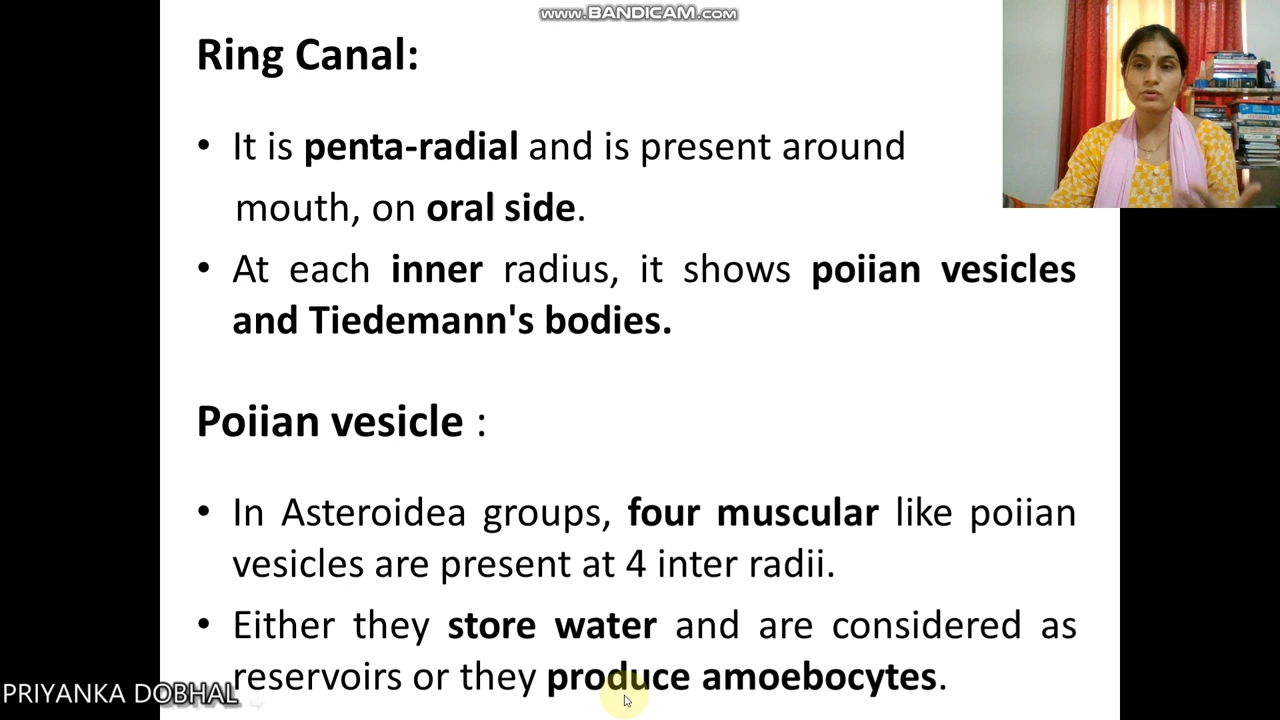 www.BANDICAM.com
Ring Canal:
• It is penta-radial and is present around
mouth, on oral side.
• At each inner radius, it shows poiian vesicles
and Tiedemann's bodies.
Poiian vesicle :
• In Asteroidea groups, four muscular like poiian
vesicles are present at 4 inter radii.
• Either they store water and are considered as
reservoirs or they produce amoebocytes.
PRIYANKA DOBHAL